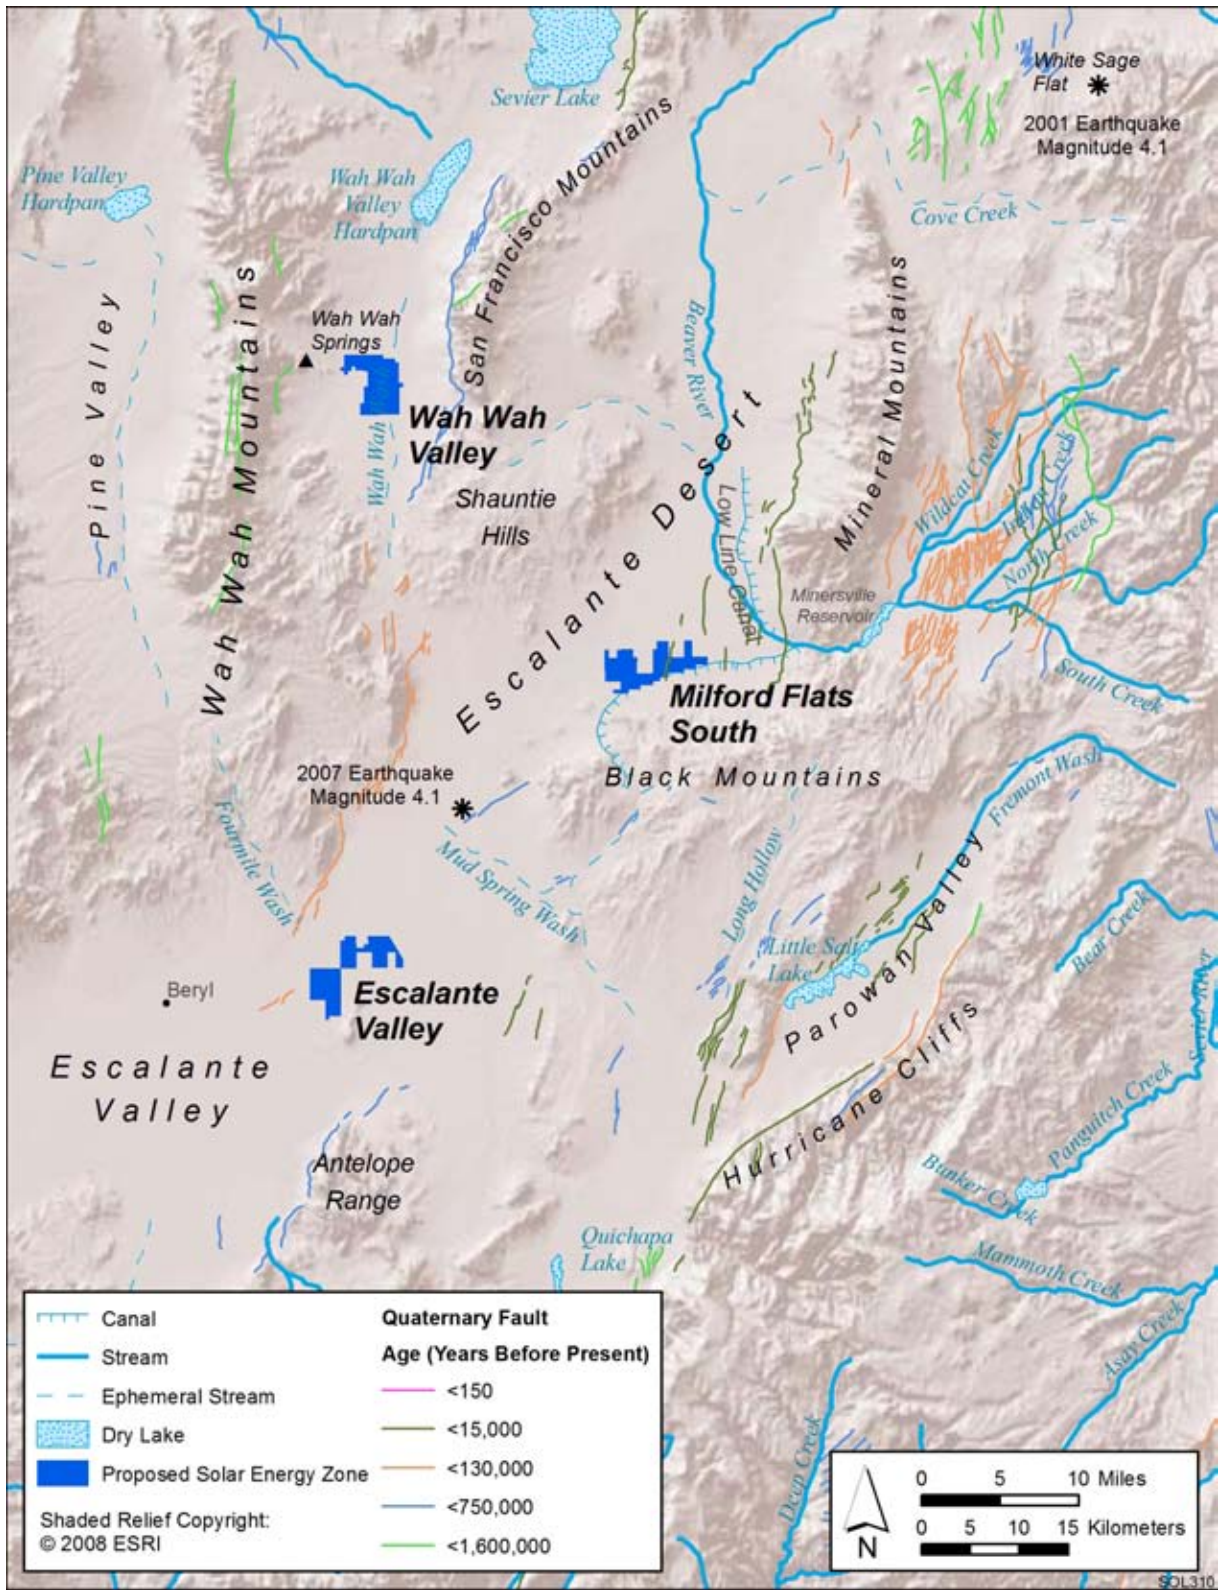 Sevier Lake
White Sage
Flat
2001 Earthquake
Magnitude 4.1
Pine Valley
Hardpan
Wah Wah
Valley
Hardpan
San Francisco Mountains
Cove Creek
Pine Valley
Wah Wah Mountains
Wah Wah
Springs
Beaver River
Mineral Mountains
Wah Wah
Valley
Wah Wah
Shauntie
Hills
Escalante Desert
Low Line Canal
Wildcat Creek
Indian Creek
North Creek
Minersville
Reservoir
South Creek
Milford Flats
South
Black Mountains
2007 Earthquake
Magnitude 4.1
Fremont Wash
Fourmile Wash
Mud Spring Wash
Long Hollow
Little Salt
Lake
Parowan Valley
Bear Creek
Sevier River
Beryl
Escalante
Valley
Escalante
Valley
Hurricane Cliffs
Panguitch Creek
Antelope
Range
Bunker Creek
Quichapa
Lake
Mammoth Creek
Asay Creek
Deep Creek
Canal
Stream
Ephemeral Stream
Dry Lake
Proposed Solar Energy Zone
Shaded Relief Copyright:
© 2008 ESRI
Quaternary Fault
Age (Years Before Present)
<150
<15,000
<130,000
<750,000
<1,600,000
N
0 5 10 Miles
0 5 10 15 Kilometers
SOL310